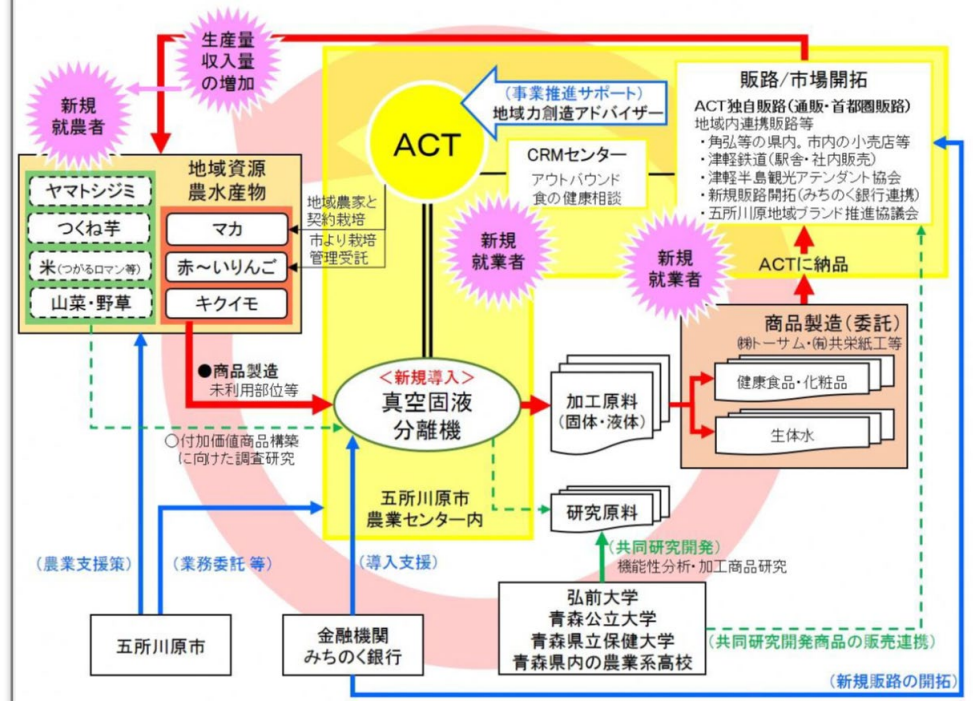 生産量
収入量
の増加
新規
就農者
地域資源
農水産物
ヤマトシジミ
つくね芋
米(つがるロマン等)
山菜・野草
マカ
赤～いりんご
キクイモ
地域農家と
契約栽培
市より栽培
管理受託
ACT
(事業推進サポート)
地域力創造アドバイザー
CRMセンター
アウトバウンド
食の健康相談
新規
就業者
販路/市場開拓
ACT独自販路(通販・首都圏販路)
地域内連携販路等
・角弘等の県内。市内の小売店等
・津軽鉄道(駅舎・社内販売)
・津軽半島観光アテンダント協会
・新規販路開拓(みちのく銀行連携)
・五所川原地域ブランド推進協議会
新規
就業者
ACTに納品
商品製造(委託)
㈱トーサム・㈲共栄紙工等
健康食品・化粧品
生体水
●商品製造
未利用部位等
＜新規導入＞
真空固液
分離機
加工原料
(固体・液体)
○付加価値商品構築
に向けた調査研究
五所川原市
農業センター内
研究原料
(共同研究開発)
機能性分析・加工商品研究
(農業支援策)
(業務委託 等)
(導入支援)
五所川原市
金融機関
みちのく銀行
弘前大学
青森公立大学
青森県立保健大学
青森県内の農業系高校
(共同研究開発商品の販売連携)
(新規販路の開拓)